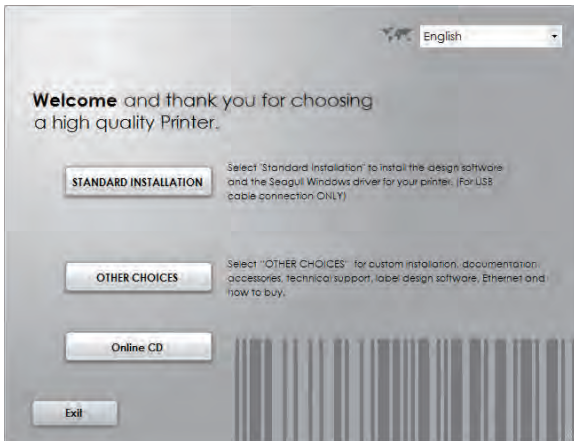 English
Welcome and thank you for choosing
a high quality Printer.
STANDARD INSTALLATION
Select "Standard Installation" to install the design software
and the Seagull Windows driver for your printer. (For USB
cable connection ONLY)
OTHER CHOICES
Select "OTHER CHOICES" for custom installation, documentation
accessories, technical support, label design software, Ethernet and
how to buy.
Online CD
Exit